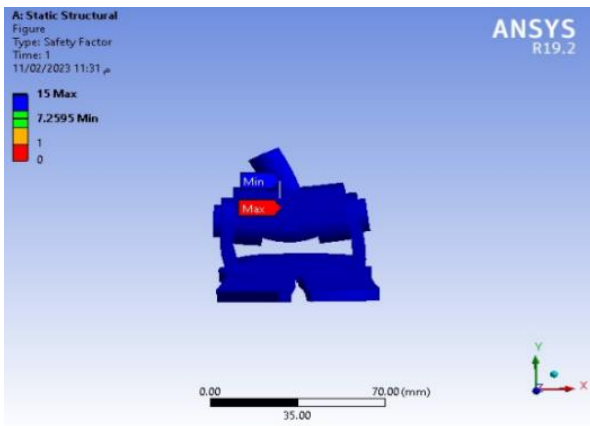 A: Static Structural
Figure
Type: Safety Factor
Time: 1
11/02/2023 11:31 م
ANSYS
R19.2
15 Max
7.2595 Min
1
0
Min
Max
Y
X
Z
0.00
70.00 (mm)
35.00